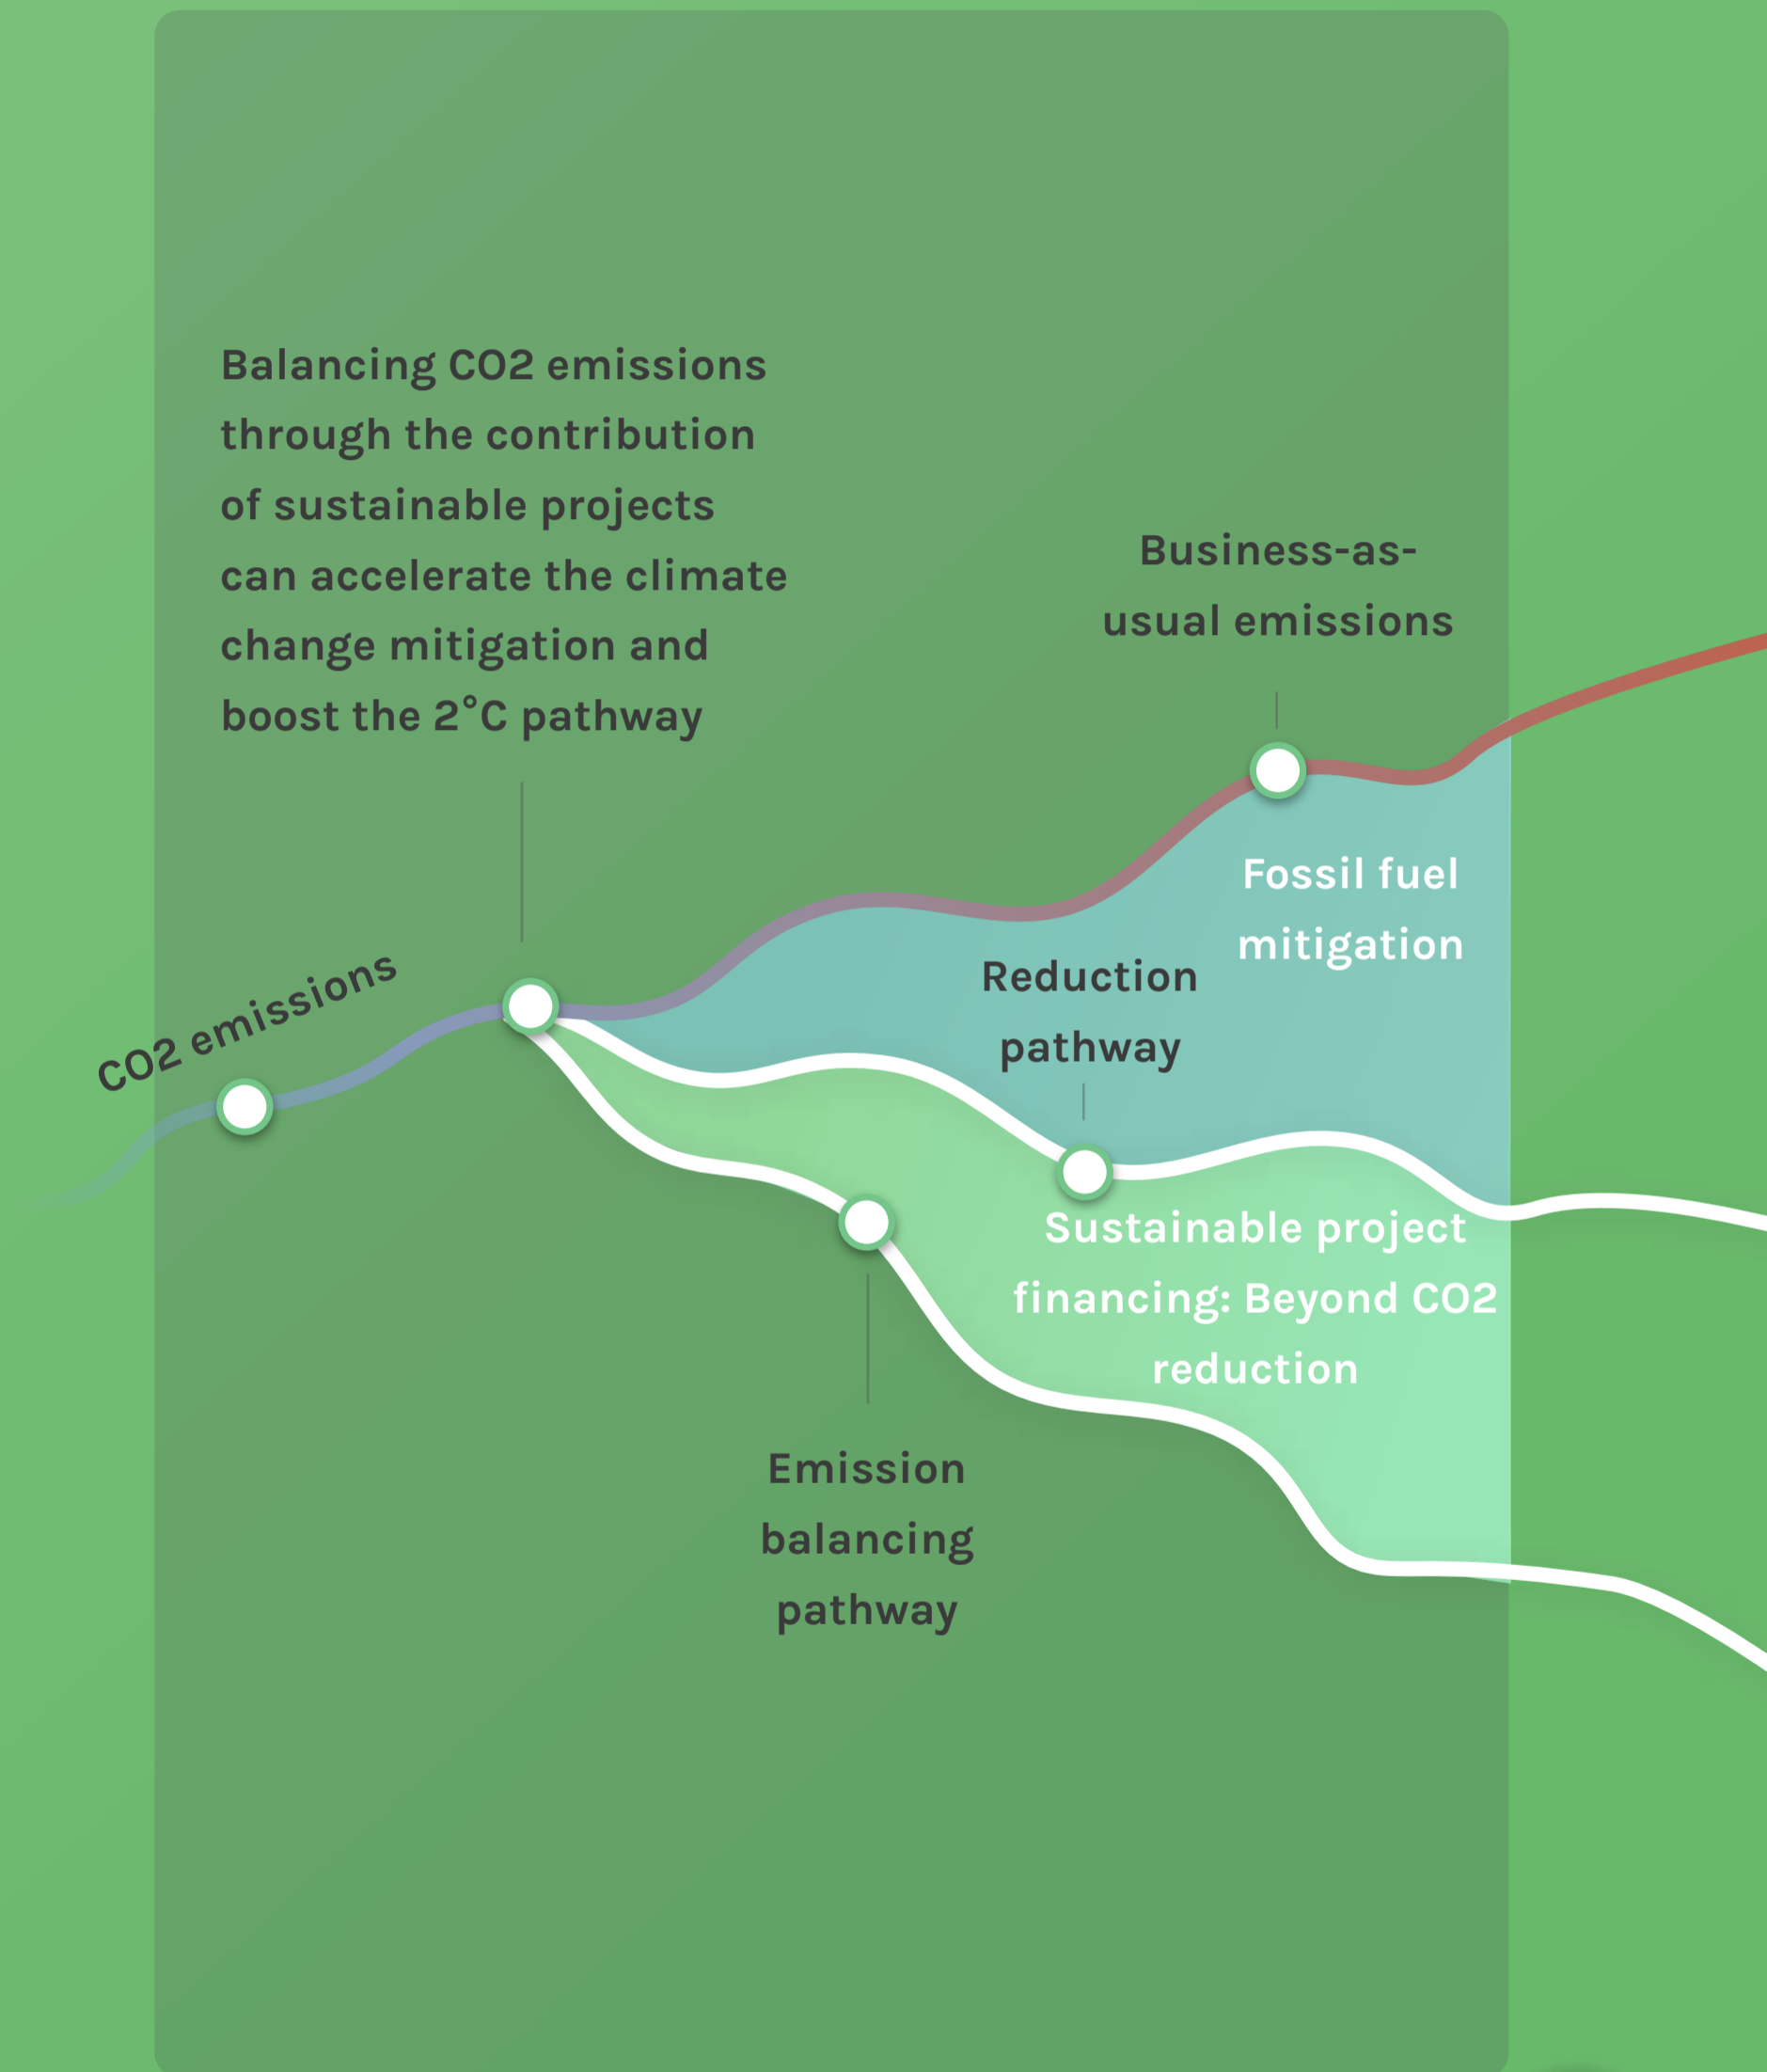 Balancing CO2 emissions
through the contribution
of sustainable projects
can accelerate the climate
change mitigation and
boost the 2°C pathway
Business-as-
usual emissions
Fossil fuel
mitigation
Reduction
pathway
CO2 emissions
Sustainable project
financing: Beyond CO2
reduction
Emission
balancing
pathway